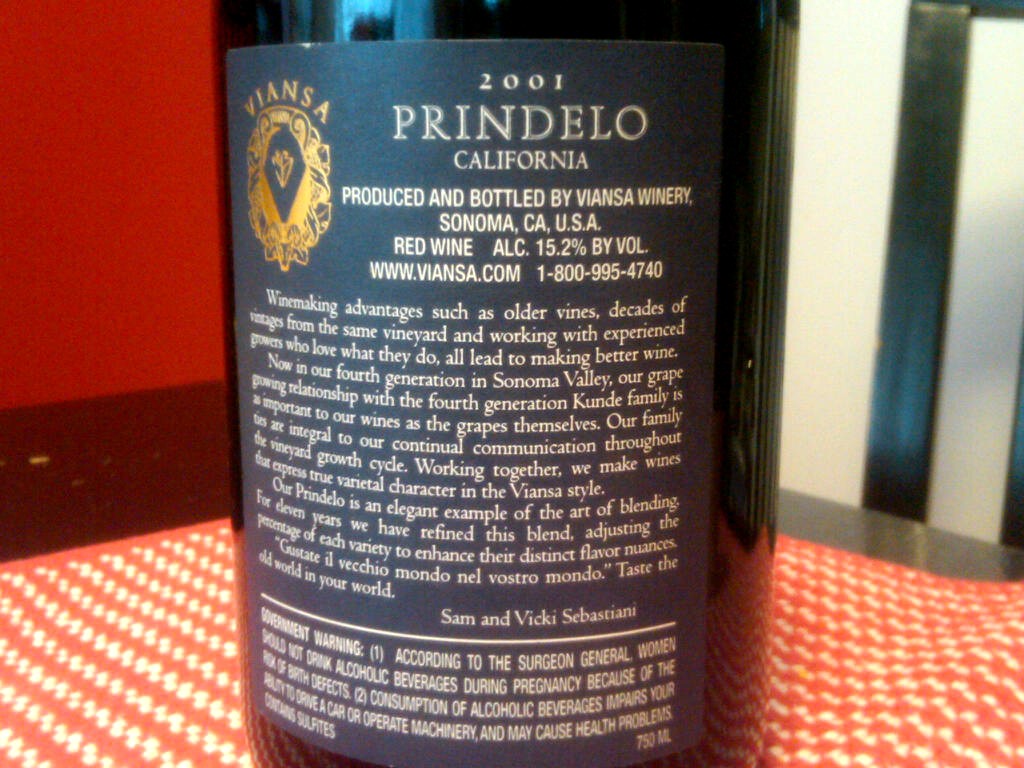 VIANSA
2001
PRINDELO
CALIFORNIA
PRODUCED AND BOTTLED BY VIANSA WINERY,
SONOMA, CA, U.S.A.
RED WINE ALC. 15.2% BY VOL.
WWW.VIANSA.COM 1-800-995-4740
Winemaking advantages such as older vines, decades of
vintages from the same vineyard and working with experienced
growers who love what they do, all lead to making better wine.
Now in our fourth generation in Sonoma Valley, our grape
growing relationship with the fourth generation Kunde family is
as important to our wines as the grapes themselves. Our family
ties are integral to our continual communication throughout
the vineyard growth cycle. Working together, we make wines
that express true varietal character in the Viansa style.
Our Prindelo is an elegant example of the art of blending.
For eleven years we have refined this blend, adjusting the
percentage of each variety to enhance their distinct flavor nuances.
"Gustate il vecchio mondo nel vostro mondo." Taste the
old world in your world.
Sam and Vicki Sebastiani
GOVERNMENT WARNING: (1) ACCORDING TO THE SURGEON GENERAL, WOMEN
SHOULD NOT DRINK ALCOHOLIC BEVERAGES DURING PREGNANCY BECAUSE OF THE
RISK OF BIRTH DEFECTS. (2) CONSUMPTION OF ALCOHOLIC BEVERAGES IMPAIRS YOUR
ABILITY TO DRIVE A CAR OR OPERATE MACHINERY, AND MAY CAUSE HEALTH PROBLEMS.
CONTAINS SULFITES
750 ML